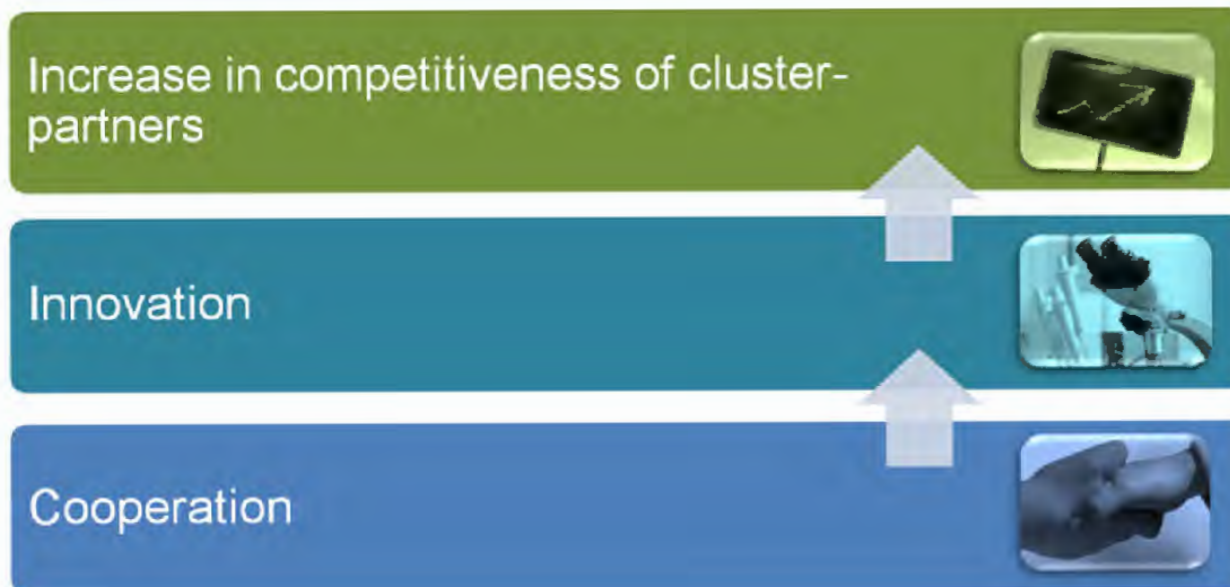 Increase in competitiveness of cluster-
partners
Innovation
Cooperation